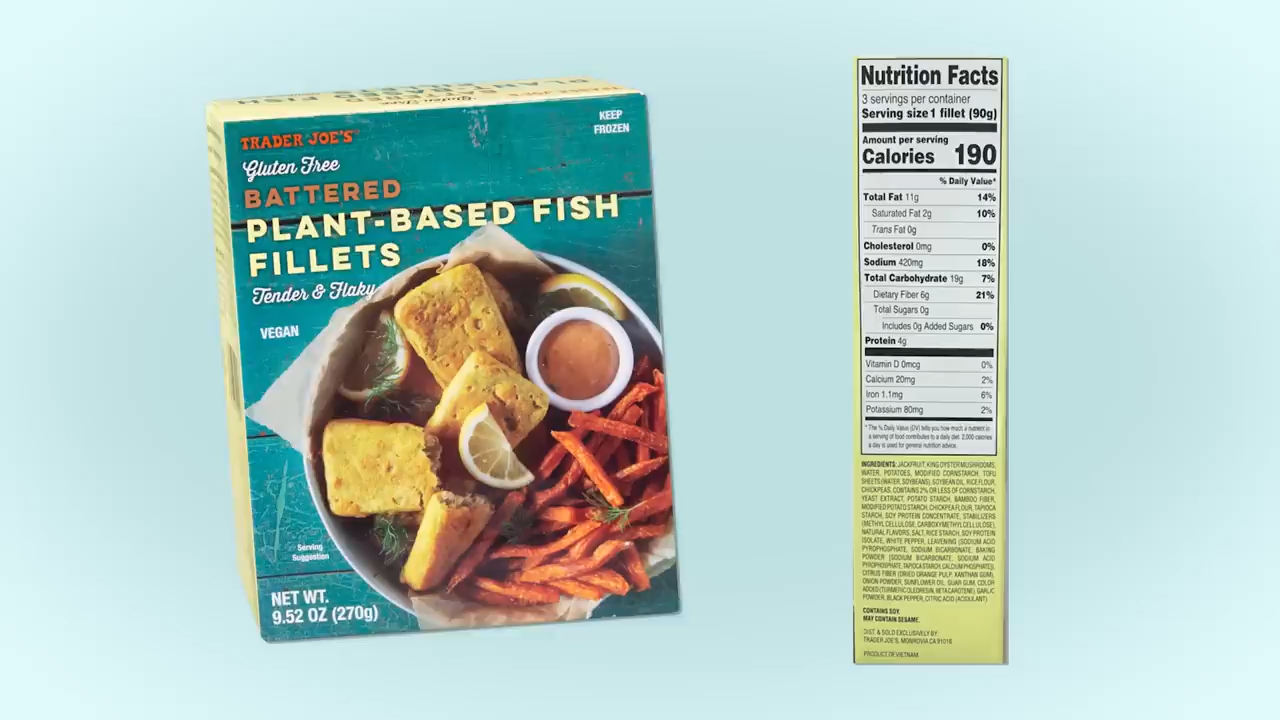 TRADER JOE'S
KEEP
FROZEN
Gluten Free
BATTERED
PLANT-BASED FISH
FILLETS
Tender & Flaky
VEGAN
Serving
Suggestion
NET WT.
9.52 OZ (270g)
Nutrition Facts
3 servings per container
Serving size 1 fillet (90g)
Amount per serving
Calories 190
% Daily Value*
Total Fat 11g 14%
Saturated Fat 2g 10%
Trans Fat 0g
Cholesterol 0mg 0%
Sodium 420mg 18%
Total Carbohydrate 19g 7%
Dietary Fiber 6g 21%
Total Sugars 0g
Includes 0g Added Sugars 0%
Protein 4g
Vitamin D 0mcg 0%
Calcium 20mg 2%
Iron 1.1mg 6%
Potassium 80mg 2%
* The % Daily Value (DV) tells you how much a nutrient in
a serving of food contributes to a daily diet. 2,000 calories
a day is used for general nutrition advice.
INGREDIENTS: JACKFRUIT, KING OYSTER MUSHROOMS,
WATER, POTATOES, MODIFIED CORNSTARCH, TOFU
SHEETS (WATER, SOYBEANS), SOYBEAN OIL, RICE FLOUR,
CHICKPEAS, CONTAINS 2% OR LESS OF CORNSTARCH,
YEAST EXTRACT, POTATO STARCH, BAMBOO FIBER,
MODIFIED POTATO STARCH, CHICKPEA FLOUR, TAPIOCA
STARCH, SOY PROTEIN CONCENTRATE, STABILIZERS
(METHYL CELLULOSE, CARBOXYMETHYL CELLULOSE),
NATURAL FLAVORS, SALT, RICE STARCH, SOY PROTEIN
ISOLATE, WHITE PEPPER, LEAVENING (SODIUM ACID
PYROPHOSPHATE, SODIUM BICARBONATE, BAKING
POWDER [SODIUM BICARBONATE, SODIUM ACID
PYROPHOSPHATE, TAPIOCA STARCH, CALCIUM PHOSPHATE]),
CITRUS FIBER (DRIED ORANGE PULP, XANTHAN GUM),
ONION POWDER, SUNFLOWER OIL, GUAR GUM, COLOR
ADDED (TURMERIC OLEORESIN, BETA CAROTENE), GARLIC
POWDER, BLACK PEPPER, CITRIC ACID (ACIDULANT).
CONTAINS SOY.
MAY CONTAIN SESAME.
DIST. & SOLD EXCLUSIVELY BY:
TRADER JOE'S, MONROVIA CA 91016
PRODUCT OF VIETNAM